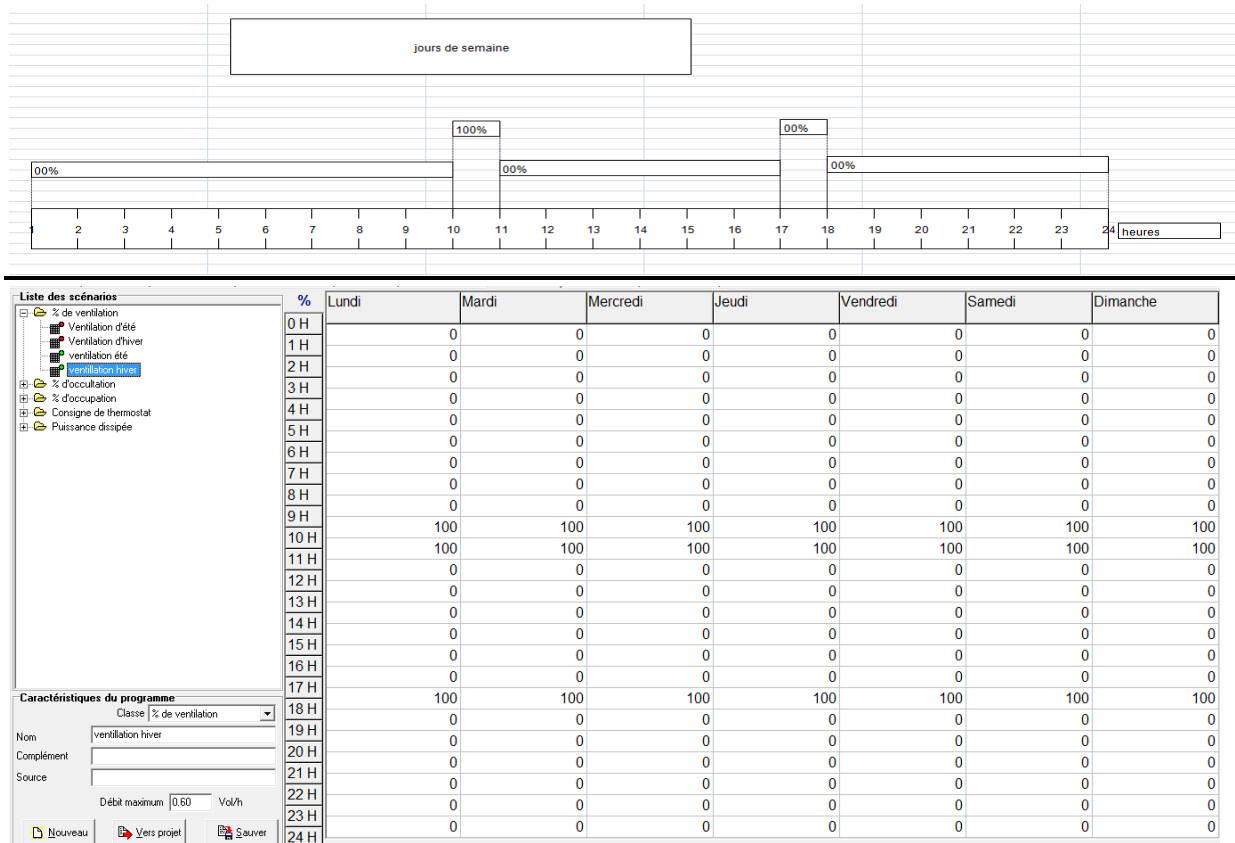 jours de semaine
100% 00%
00% 00% 00%
1 2 3 4 5 6 7 8 9 10 11 12 13 14 15 16 17 18 19 20 21 22 23 24 heures
Liste des scénarios
% de ventilation
Ventilation d'été
Ventilation d'hiver
ventilation été
ventillation hiver
% d'occultation
% d'occupation
Consigne de thermostat
Puissance dissipée
Caractéristiques du programme
Classe % de ventilation
Nom ventillation hiver
Complément
Source
Débit maximum 0.60 Vol/h
Nouveau Vers projet Sauver
% Lundi Mardi Mercredi Jeudi Vendredi Samedi Dimanche
0 H
0 0 0 0 0 0 0
1 H
0 0 0 0 0 0 0
2 H
0 0 0 0 0 0 0
3 H
0 0 0 0 0 0 0
4 H
0 0 0 0 0 0 0
5 H
0 0 0 0 0 0 0
6 H
0 0 0 0 0 0 0
7 H
0 0 0 0 0 0 0
8 H
0 0 0 0 0 0 0
9 H
100 100 100 100 100 100 100
10 H
100 100 100 100 100 100 100
11 H
0 0 0 0 0 0 0
12 H
0 0 0 0 0 0 0
13 H
0 0 0 0 0 0 0
14 H
0 0 0 0 0 0 0
15 H
0 0 0 0 0 0 0
16 H
0 0 0 0 0 0 0
17 H
100 100 100 100 100 100 100
18 H
0 0 0 0 0 0 0
19 H
0 0 0 0 0 0 0
20 H
0 0 0 0 0 0 0
21 H
0 0 0 0 0 0 0
22 H
0 0 0 0 0 0 0
23 H
0 0 0 0 0 0 0
24 H